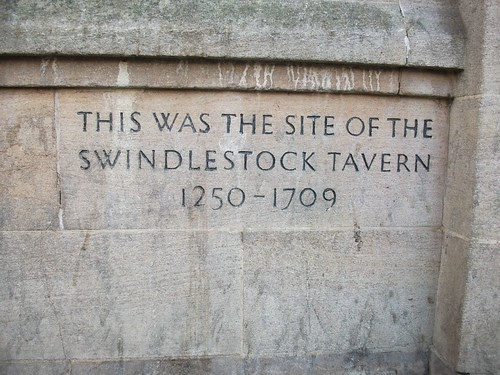 THIS WAS THE SITE OF THE
SWINDLESTOCK TAVERN
1250-1709